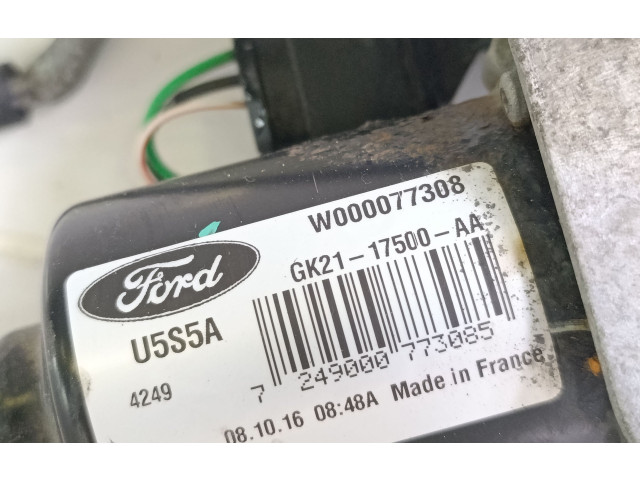 W000077308
Ford
GK21-17500-AA
U5S5A
7 249000 773085
4249
08.10.16 08:48A Made in France